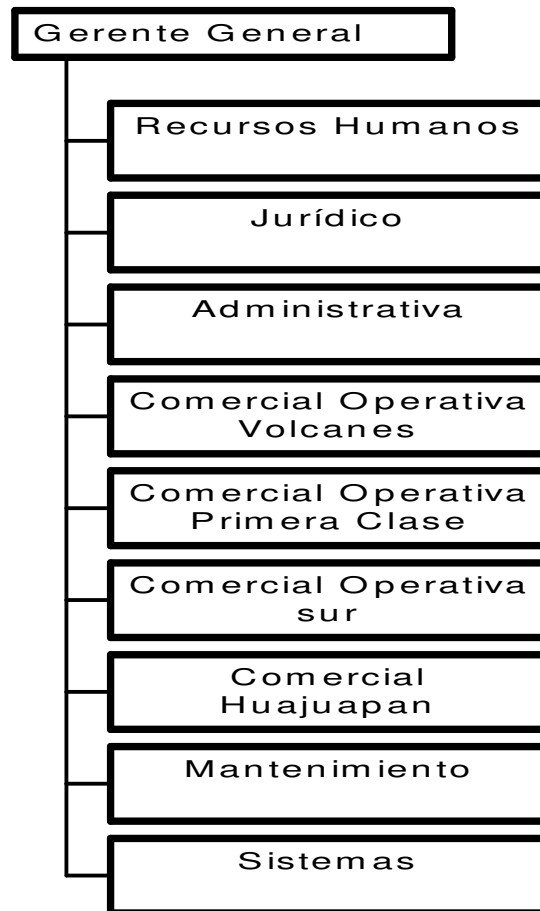 Gerente General
Recursos Humanos
Jurídico
Administrativa
Comercial Operativa
Volcanes
Comercial Operativa
Primera Clase
Comercial Operativa
sur
Comercial
Huajuapan
Mantenimiento
Sistemas